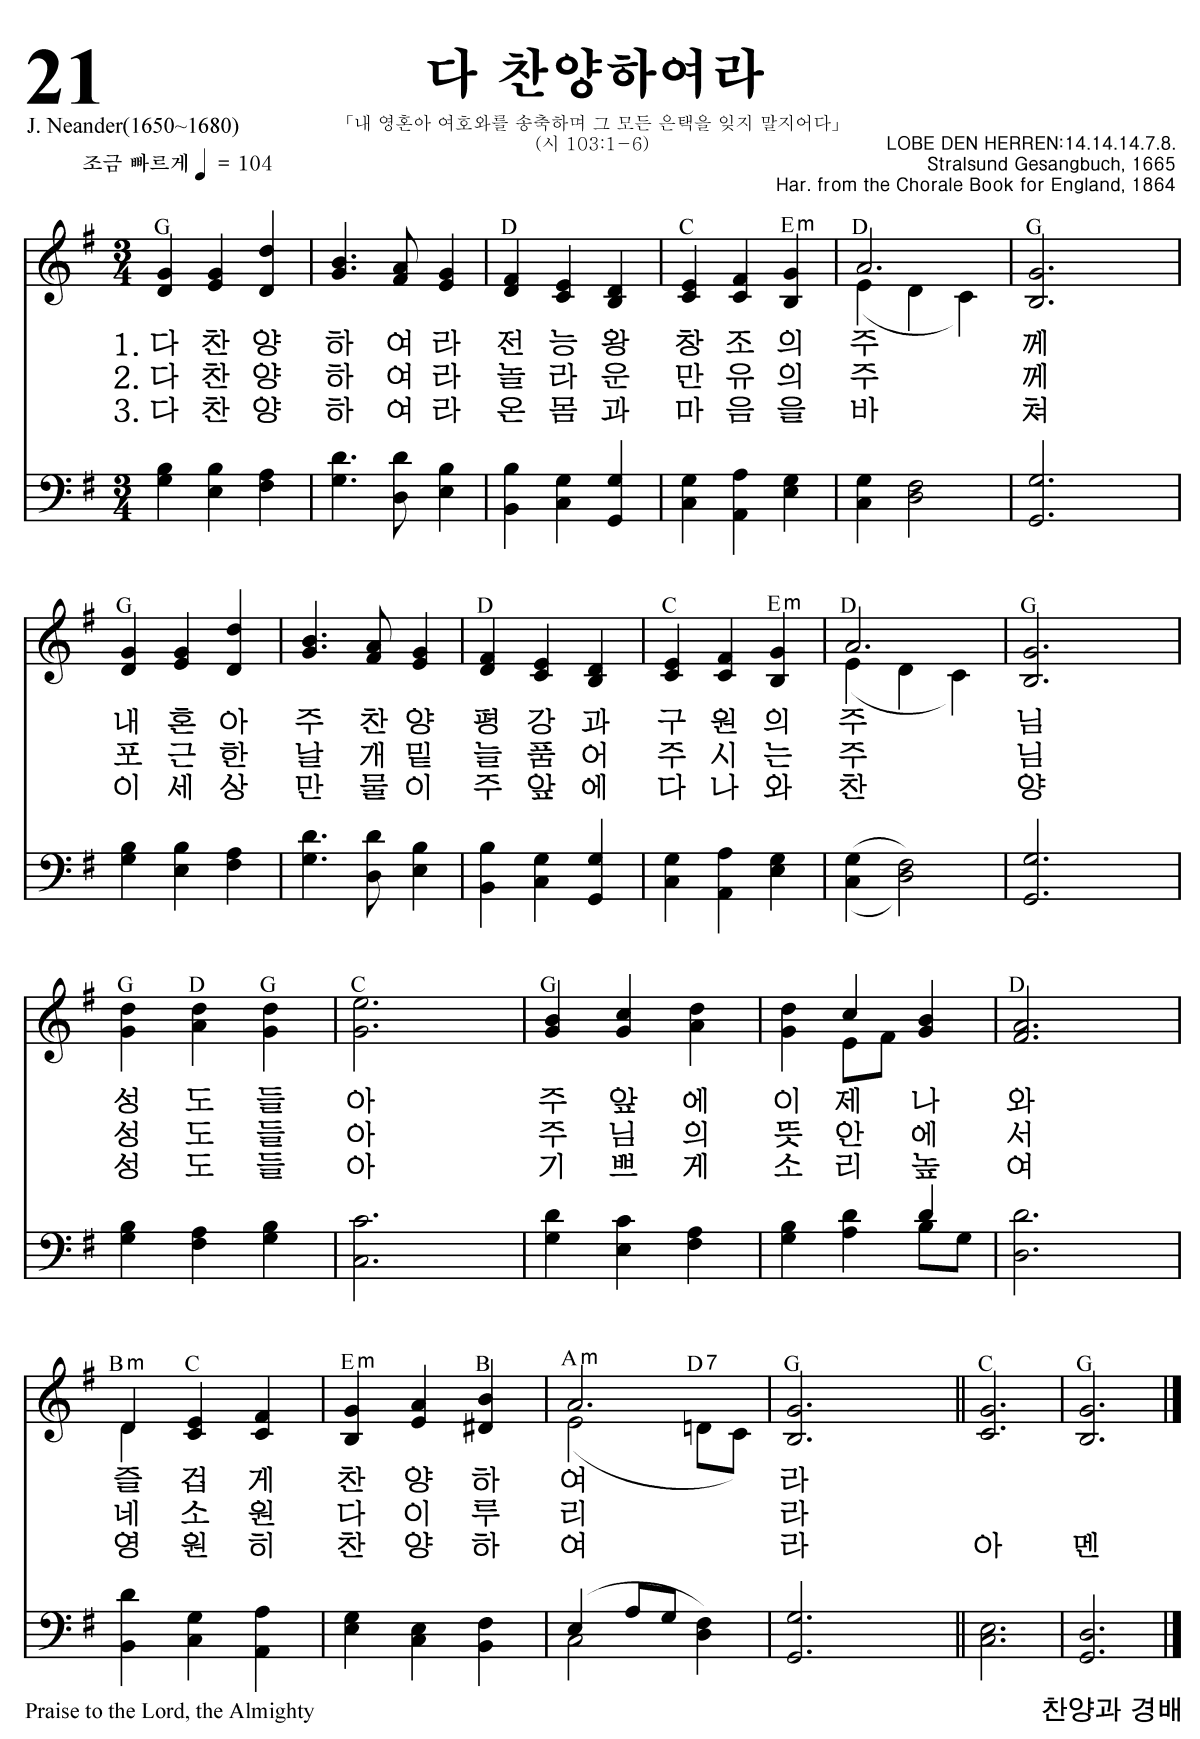 21
다 찬양하여라
J. Neander(1650~1680)
「내 영혼아 여호와를 송축하며 그 모든 은택을 잊지 말지어다」
(시 103:1-6)
조금 빠르게 ♩ = 104
LOBE DEN HERREN:14.14.14.7.8.
Stralsund Gesangbuch, 1665
Har. from the Chorale Book for England, 1864
G D C Em D G
3 4
1. 다 찬 양 하 여 라 전 능 왕 창 조 의 주 께
2. 다 찬 양 하 여 라 놀 라 운 만 유 의 주 께
3. 다 찬 양 하 여 라 온 몸 과 마 음 을 바 쳐
3 4
G D C Em D G
내 혼 아 주 찬 양 평 강 과 구 원 의 주 님
포 근 한 날 개 밑 늘 품 어 주 시 는 주 님
이 세 상 만 물 이 주 앞 에 다 나 와 찬 양
G D G C G D
성 도 들 아 주 앞 에 이 제 나 와
성 도 들 아 주 님 의 뜻 안 에 서
성 도 들 아 기 쁘 게 소 리 높 여
Bm C Em B Am D7 G C G
즐 겁 게 찬 양 하 여 라
네 소 원 다 이 루 리 라
영 원 히 찬 양 하 여 라 아 멘
Praise to the Lord, the Almighty
찬양과 경배